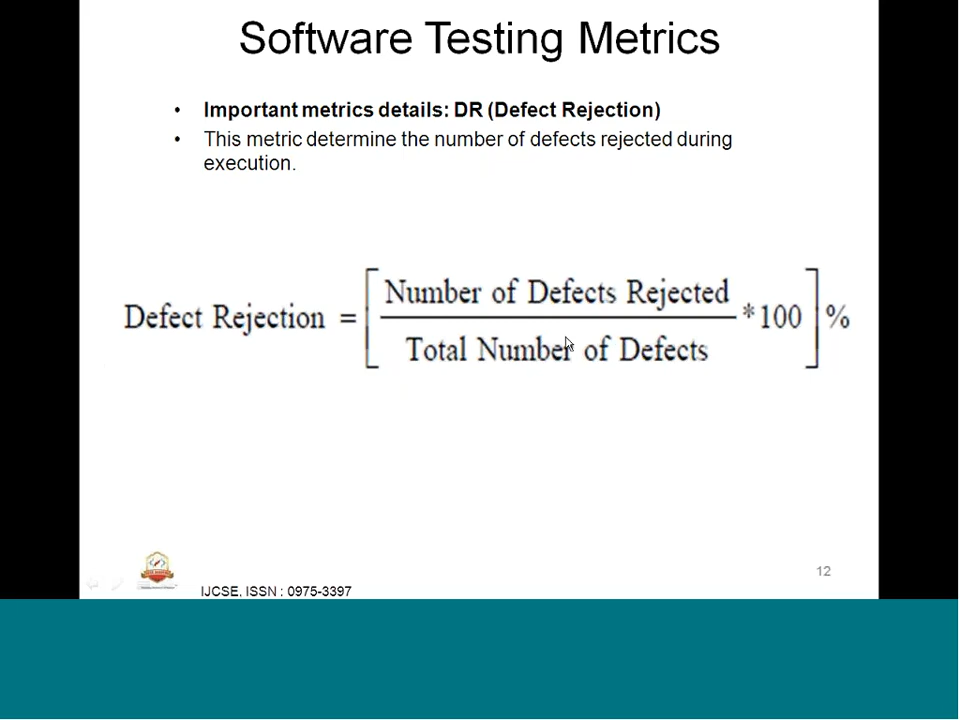 Software Testing Metrics
• Important metrics details: DR (Defect Rejection)
• This metric determine the number of defects rejected during
execution.
Defect Rejection = [ Number of Defects Rejected
Total Number of Defects *100 ] %
12
IJCSE, ISSN : 0975-3397